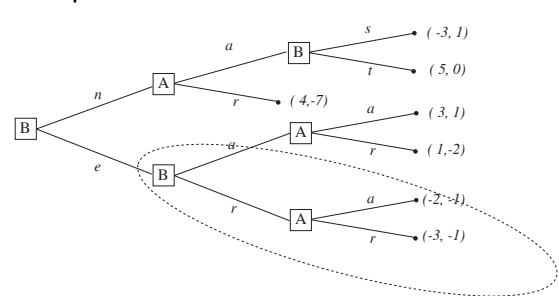 s
( -3, 1)
a
B
t
( 5, 0)
n
A
r
( 4,-7)
B
a
( 3, 1)
a
A
r
( 1,-2)
e
B
r
a
(-2, -1)
A
r
(-3, -1)